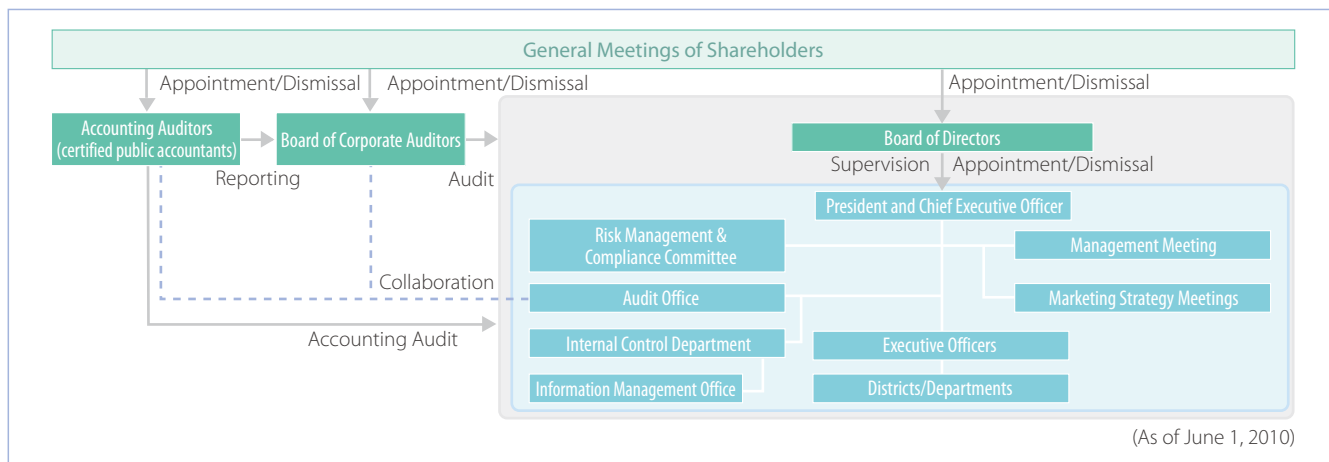 General Meetings of Shareholders
Appointment/Dismissal
Appointment/Dismissal
Appointment/Dismissal
Accounting Auditors
(certified public accountants)
Board of Corporate Auditors
Board of Directors
Reporting
Audit
Supervision
Appointment/Dismissal
President and Chief Executive Officer
Risk Management &
Compliance Committee
Management Meeting
Collaboration
Audit Office
Marketing Strategy Meetings
Accounting Audit
Internal Control Department
Executive Officers
Information Management Office
Districts/Departments
(As of June 1, 2010)